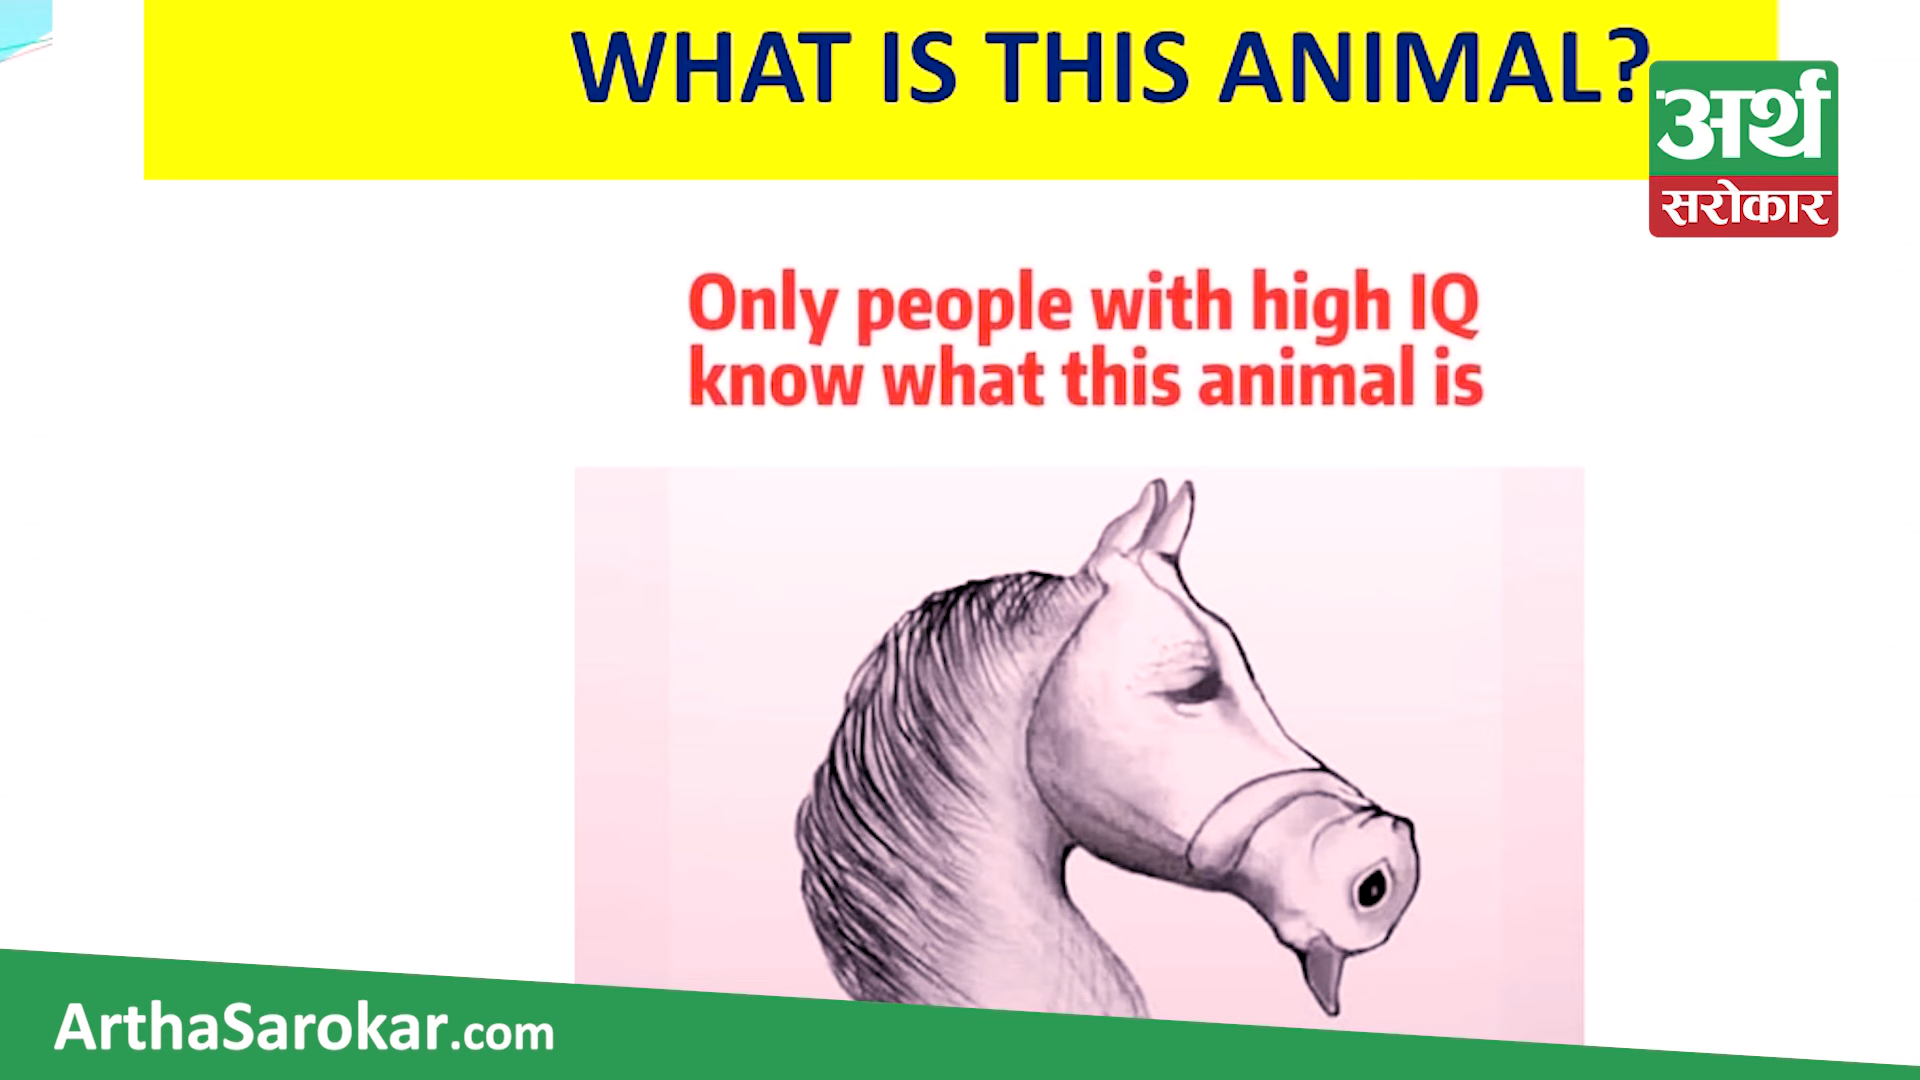 WHAT IS THIS ANIMAL?
अर्थ
सरोकार
Only people with high IQ
know what this animal is
ArthaSarokar.com